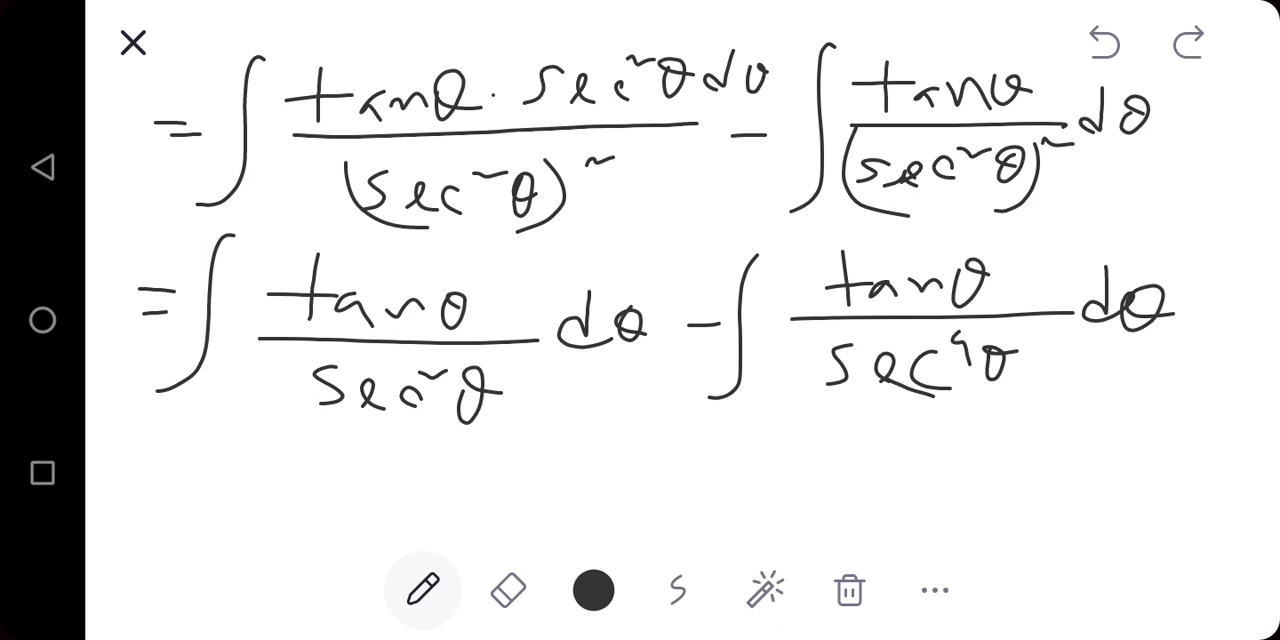 = ∫ tanθ · sec²θ dθ / (sec²θ)² − ∫ tanθ / (sec²θ)² dθ
= ∫ tanθ / sec²θ dθ − ∫ tanθ / sec⁴θ dθ